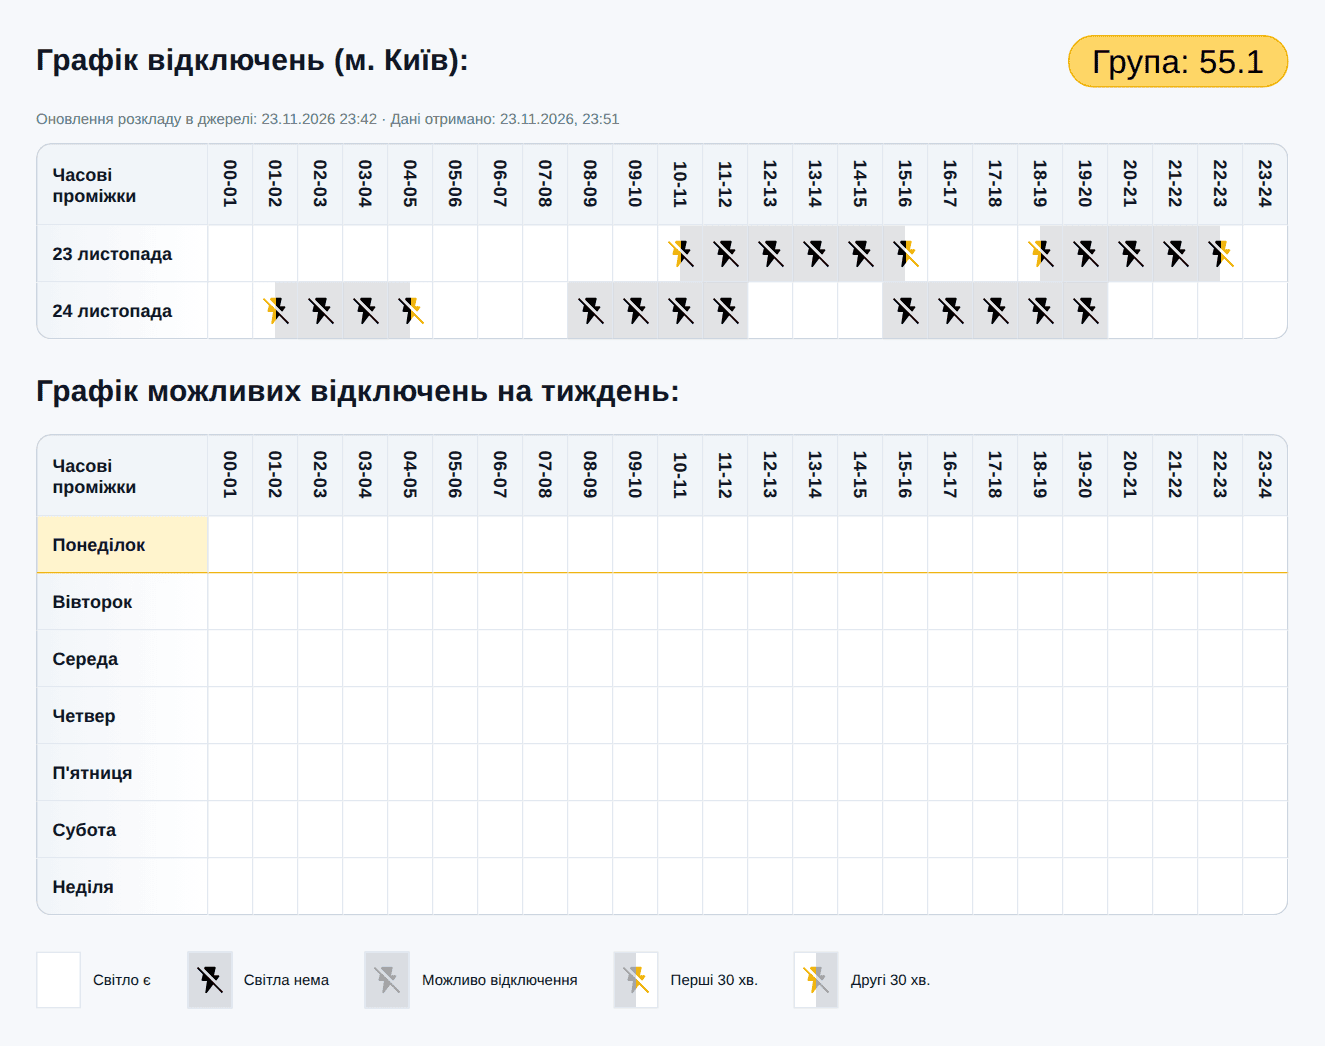 Графік відключень (м. Київ):
Група: 55.1
Оновлення розкладу в джерелі: 23.11.2026 23:42 · Дані отримано: 23.11.2026, 23:51
Часові проміжки 00-01 01-02 02-03 03-04 04-05 05-06 06-07 07-08 08-09 09-10 10-11 11-12 12-13 13-14 14-15 15-16 16-17 17-18 18-19 19-20 20-21 21-22 22-23 23-24
23 листопада
24 листопада
Графік можливих відключень на тиждень:
Часові проміжки 00-01 01-02 02-03 03-04 04-05 05-06 06-07 07-08 08-09 09-10 10-11 11-12 12-13 13-14 14-15 15-16 16-17 17-18 18-19 19-20 20-21 21-22 22-23 23-24
Понеділок
Вівторок
Середа
Четвер
П'ятниця
Субота
Неділя
Світло є Світла нема Можливо відключення Перші 30 хв. Другі 30 хв.